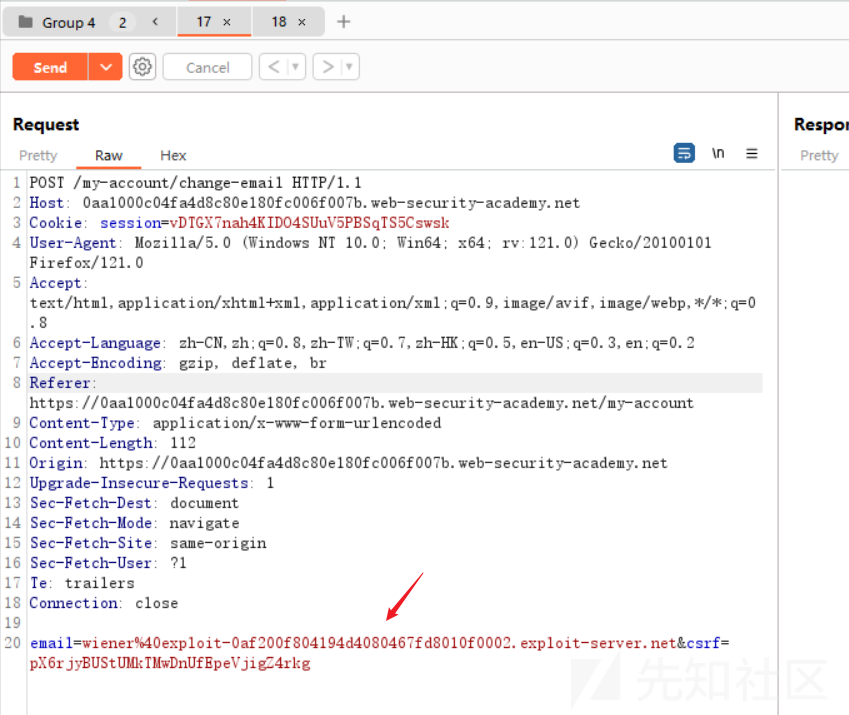 Group 4 2 < 17 × 18 × +
Send Cancel < >
Request
Respor
Pretty Raw Hex \n
Pretty
1 POST /my-account/change-email HTTP/1.1
2 Host: 0aa1000c04fa4d8c80e180fc006f007b.web-security-academy.net
3 Cookie: session=vDTGX7nah4KIDO4SUuV5PBSqTS5Cswsk
4 User-Agent: Mozilla/5.0 (Windows NT 10.0; Win64; x64; rv:121.0) Gecko/20100101
Firefox/121.0
5 Accept:
text/html,application/xhtml+xml,application/xml;q=0.9,image/avif,image/webp,*/*;q=0
.8
6 Accept-Language: zh-CN,zh;q=0.8,zh-TW;q=0.7,zh-HK;q=0.5,en-US;q=0.3,en;q=0.2
7 Accept-Encoding: gzip, deflate, br
8 Referer:
https://0aa1000c04fa4d8c80e180fc006f007b.web-security-academy.net/my-account
9 Content-Type: application/x-www-form-urlencoded
10 Content-Length: 112
11 Origin: https://0aa1000c04fa4d8c80e180fc006f007b.web-security-academy.net
12 Upgrade-Insecure-Requests: 1
13 Sec-Fetch-Dest: document
14 Sec-Fetch-Mode: navigate
15 Sec-Fetch-Site: same-origin
16 Sec-Fetch-User: ?1
17 Te: trailers
18 Connection: close
19
20 email=wiener%40exploit-0af200f804194d4080467fd8010f0002.exploit-server.net&csrf=
pX6rjyBUStUMkTMwDnUfEpeVjigZ4rkg
先知社区